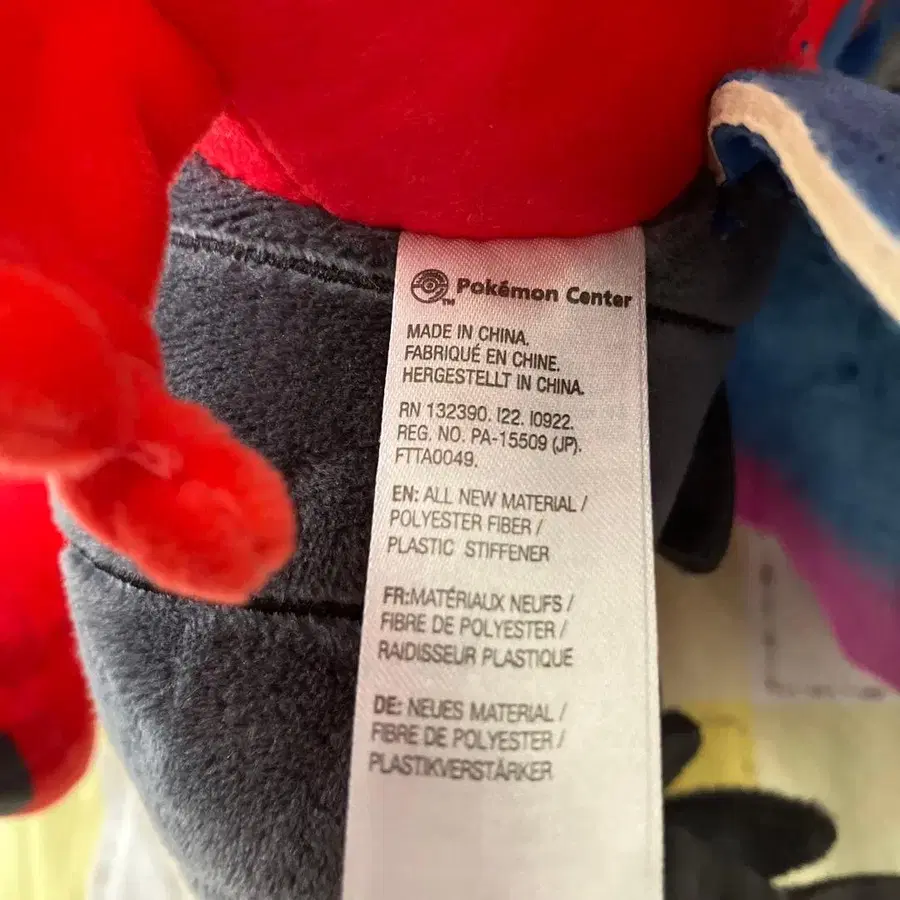 Pokémon Center
TM
MADE IN CHINA.
FABRIQUÉ EN CHINE.
HERGESTELLT IN CHINA.
RN 132390. I22. I0922.
REG. NO. PA-15509 (JP).
FTTA0049.
EN: ALL NEW MATERIAL /
POLYESTER FIBER /
PLASTIC STIFFENER
FR:MATÉRIAUX NEUFS /
FIBRE DE POLYESTER /
RAIDISSEUR PLASTIQUE
DE: NEUES MATERIAL /
FIBRE DE POLYESTER /
PLASTIKVERSTÄRKER